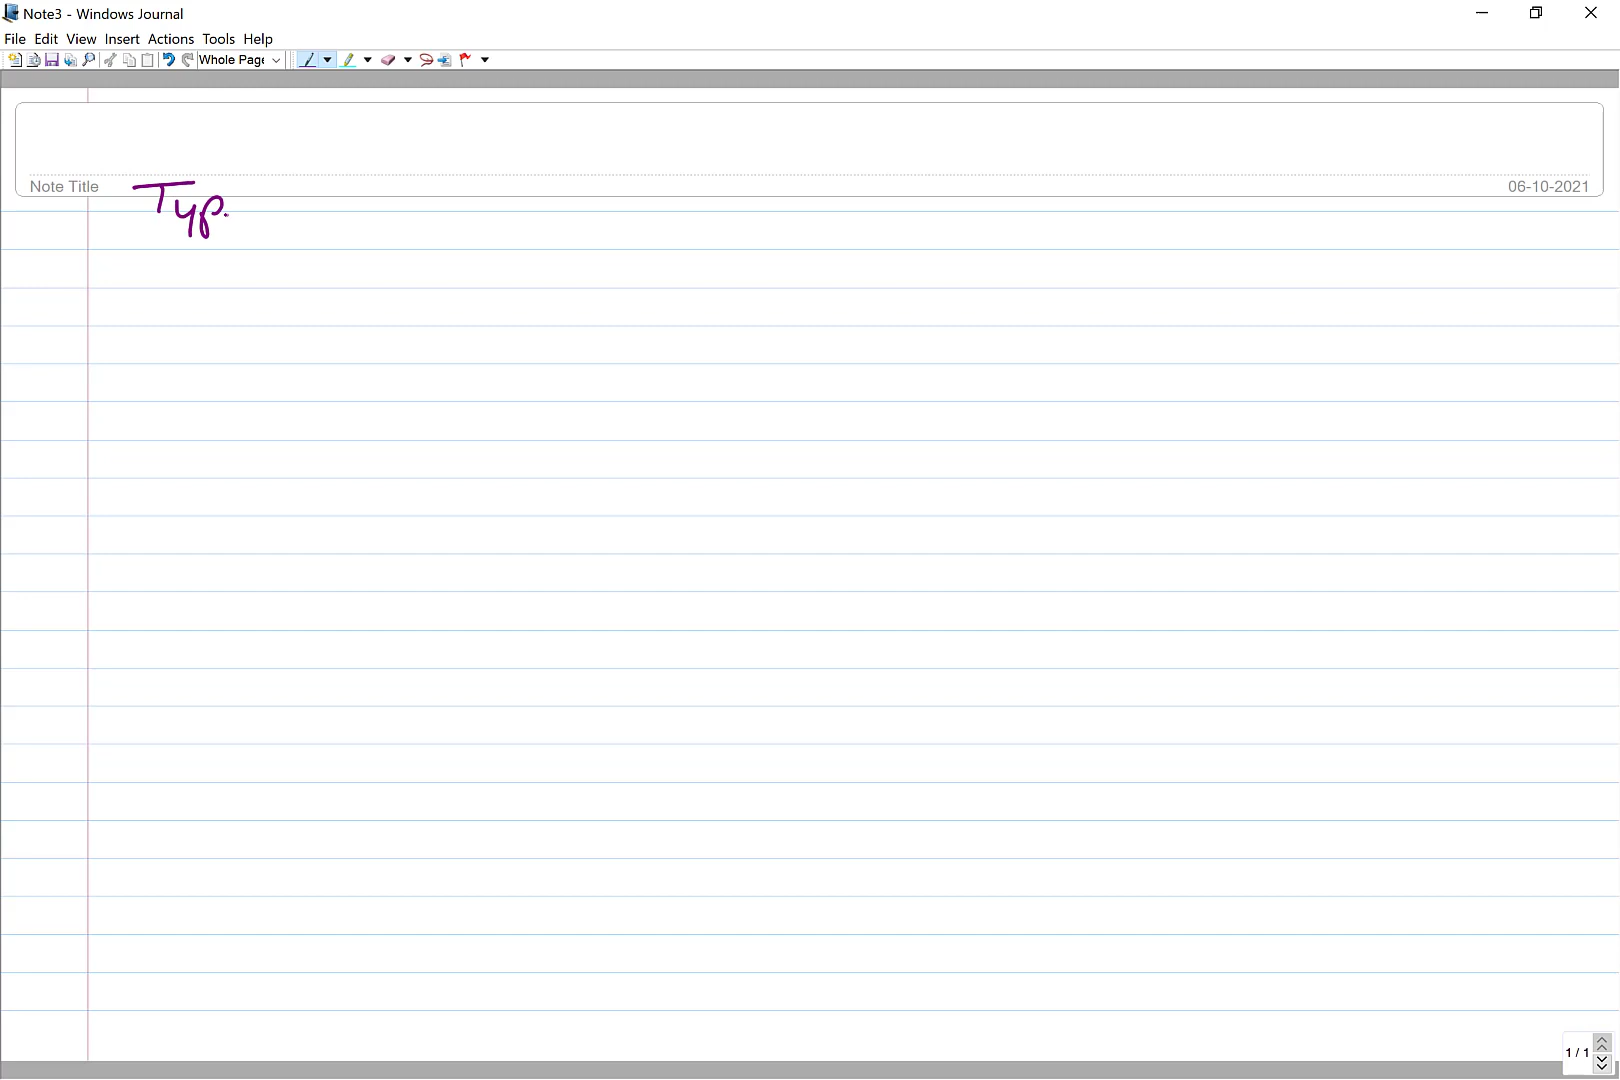 Note3 - Windows Journal
File Edit View Insert Actions Tools Help
Whole Page
Note Title
06-10-2021
Typ.
1 / 1